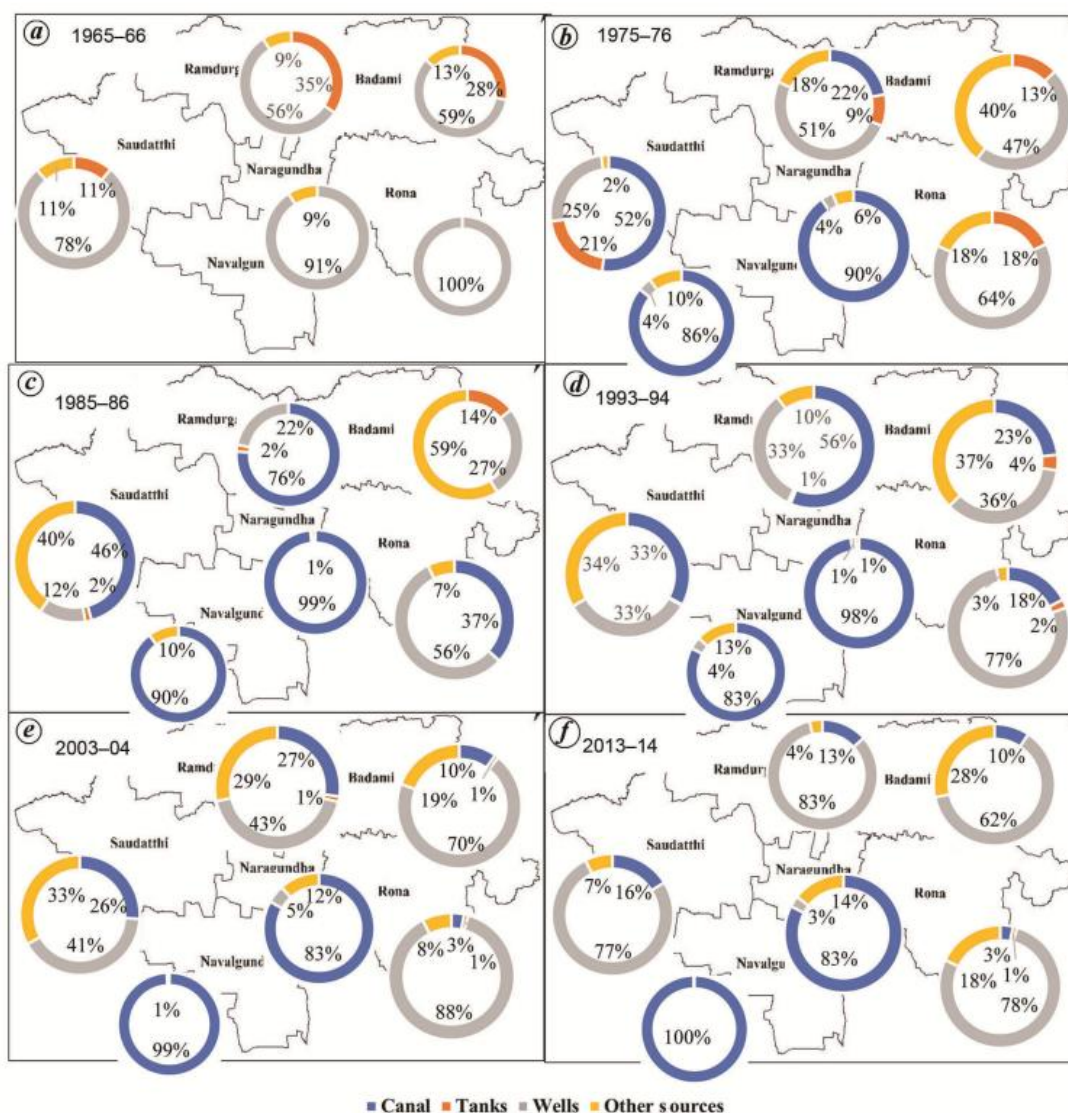 a 1965–66
Ramdurga
9%
35%
56%
Badami
13%
28%
59%
Saudatthi
11%
11%
78%
Naragundha
9%
91%
Rona
100%
Navalgun
b 1975–76
Ramdurga
18%
22%
9%
51%
Badami
40%
13%
47%
Saudatthi
2%
25%
52%
21%
Naragundha
6%
4%
90%
Rona
18%
18%
64%
Navalgund
10%
4%
86%
c 1985–86
Ramdurga
22%
2%
76%
Badami
14%
59%
27%
Saudatthi
40%
46%
12%
2%
Naragundha
1%
99%
Rona
7%
37%
56%
Navalgund
10%
90%
d 1993–94
Ramdu
10%
33%
56%
1%
Badami
23%
37%
4%
36%
Saudatthi
34%
33%
33%
Naragundha
1%
1%
98%
Rona
3%
18%
2%
77%
Navalgund
13%
4%
83%
e 2003–04
Ramd
27%
29%
1%
43%
Badami
10%
19%
1%
70%
Saudatthi
33%
26%
41%
Naragundha
12%
5%
83%
Rona
8%
3%
1%
88%
Navalgund
1%
99%
f 2013–14
Ramdurg
4%
13%
83%
Badami
10%
28%
62%
Saudatthi
7%
16%
77%
Naragundha
14%
3%
83%
Rona
3%
18%
1%
78%
Navalgu
100%
Canal Tanks Wells Other sources